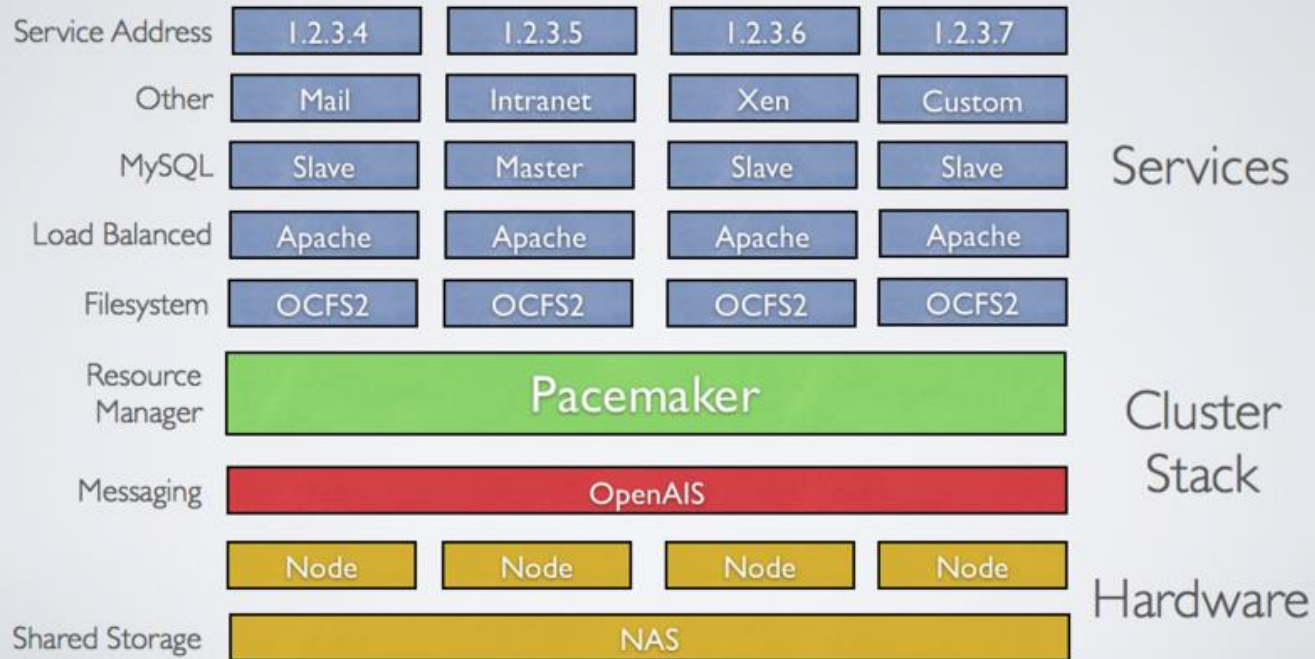 Service Address 1.2.3.4 1.2.3.5 1.2.3.6 1.2.3.7
Other Mail Intranet Xen Custom
MySQL Slave Master Slave Slave
Services
Load Balanced Apache Apache Apache Apache
Filesystem OCFS2 OCFS2 OCFS2 OCFS2
Resource
Manager
Pacemaker
Cluster
Stack
Messaging OpenAIS
Node Node Node Node
Hardware
Shared Storage NAS